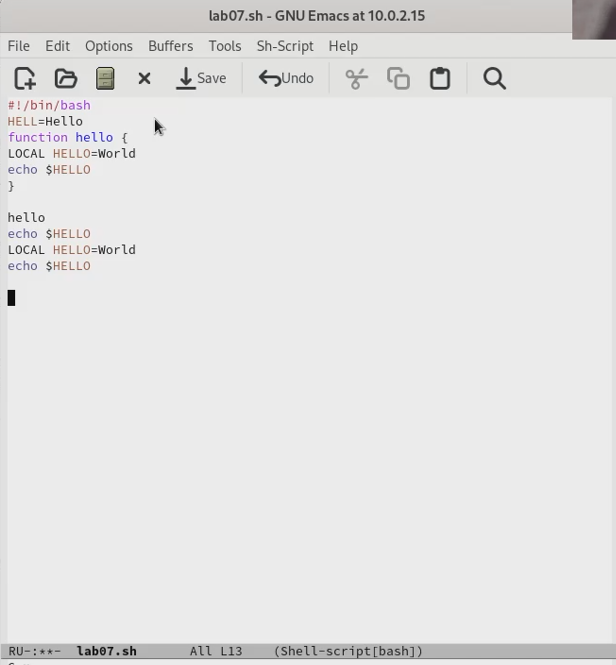 lab07.sh - GNU Emacs at 10.0.2.15
File Edit Options Buffers Tools Sh-Script Help
Save Undo
#!/bin/bash
HELL=Hello
function hello {
LOCAL HELLO=World
echo $HELLO
}
hello
echo $HELLO
LOCAL HELLO=World
echo $HELLO
RU-:**- lab07.sh All L13 (Shell-script[bash])